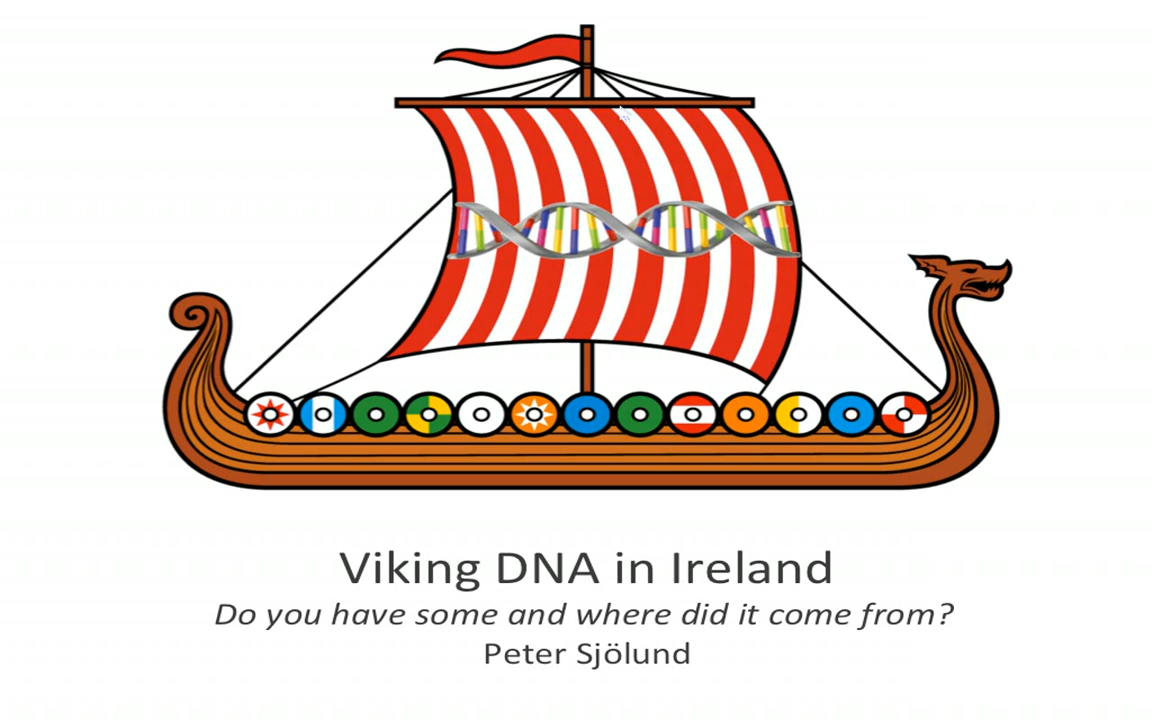 Viking DNA in Ireland
Do you have some and where did it come from?
Peter Sjölund